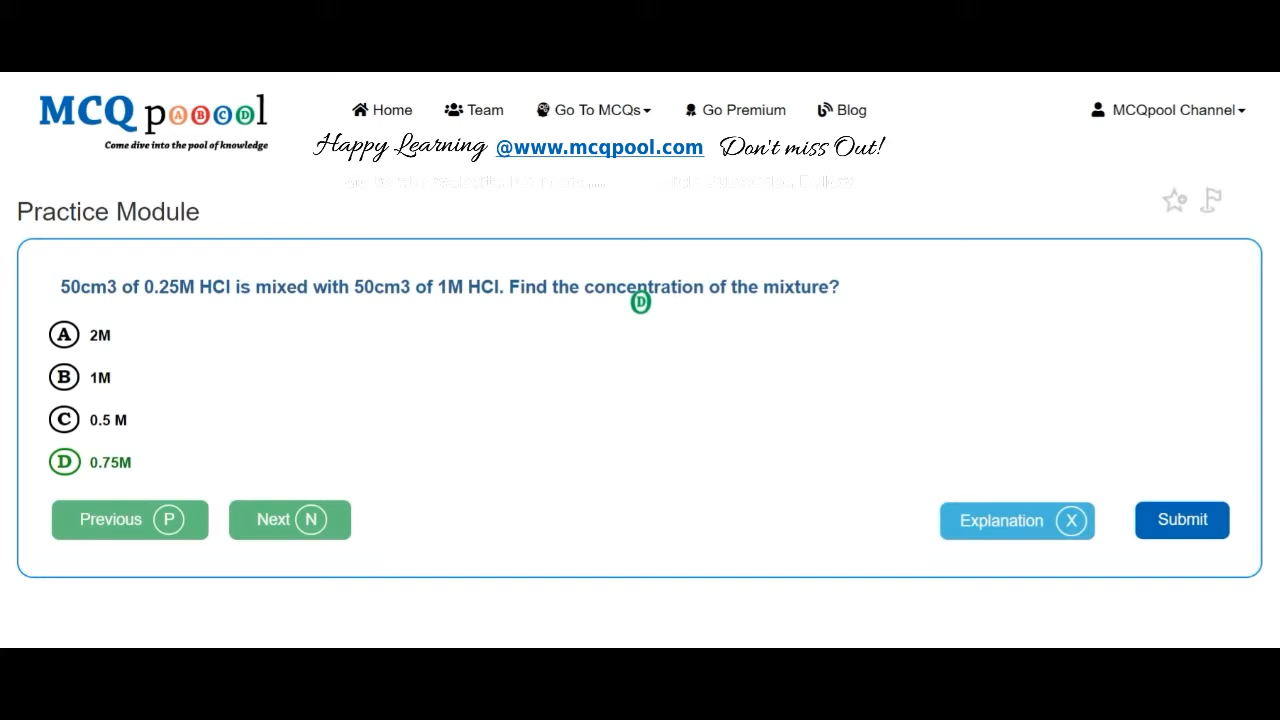 MCQ pABCDl
Come dive into the pool of knowledge
Home Team Go To MCQs Go Premium Blog MCQpool Channel
Happy Learning @www.mcqpool.com Don't miss Out!
Practice Module
50cm3 of 0.25M HCl is mixed with 50cm3 of 1M HCl. Find the concentration of the mixture?
D
A 2M
B 1M
C 0.5 M
D 0.75M
Previous P Next N Explanation X Submit